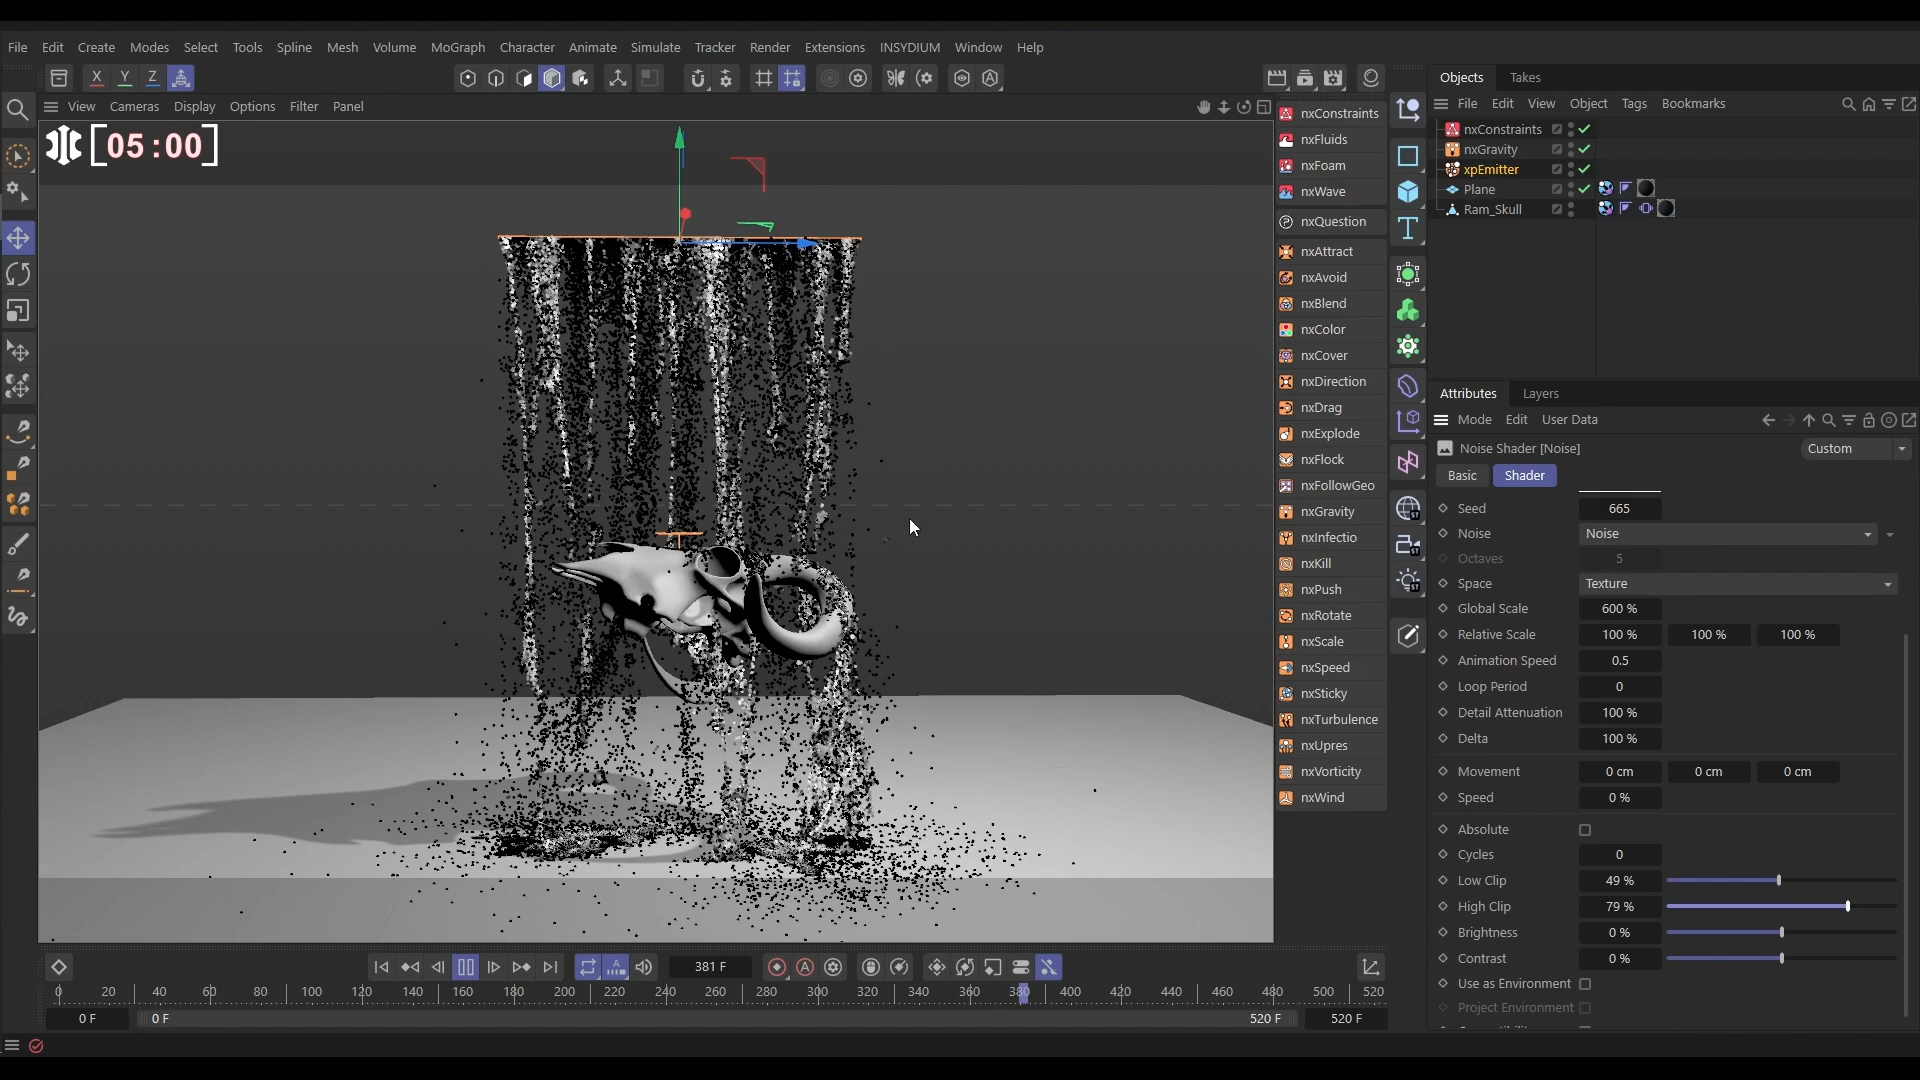 File Edit Create Modes Select Tools Spline Mesh Volume MoGraph Character Animate Simulate Tracker Render Extensions INSYDIUM Window Help
X Y Z
View Cameras Display Options Filter Panel
[05:00]
nxConstraints
nxFluids
nxFoam
nxWave
nxQuestion
nxAttract
nxAvoid
nxBlend
nxColor
nxCover
nxDirection
nxDrag
nxExplode
nxFlock
nxFollowGeo
nxGravity
nxInfectio
nxKill
nxPush
nxRotate
nxScale
nxSpeed
nxSticky
nxTurbulence
nxUpres
nxVorticity
nxWind
Objects Takes
File Edit View Object Tags Bookmarks
nxConstraints
nxGravity
xpEmitter
Plane
Ram_Skull
Attributes Layers
Mode Edit User Data
Noise Shader [Noise] Custom
Basic Shader
Seed 665
Noise Noise
Octaves 5
Space Texture
Global Scale 600 %
Relative Scale 100 % 100 % 100 %
Animation Speed 0.5
Loop Period 0
Detail Attenuation 100 %
Delta 100 %
Movement 0 cm 0 cm 0 cm
Speed 0 %
Absolute
Cycles 0
Low Clip 49 %
High Clip 79 %
Brightness 0 %
Contrast 0 %
Use as Environment
Project Environment
381 F
0 20 40 60 80 100 120 140 160 180 200 220 240 260 280 300 320 340 360 380 400 420 440 460 480 500 520
0 F 0 F 520 F 520 F